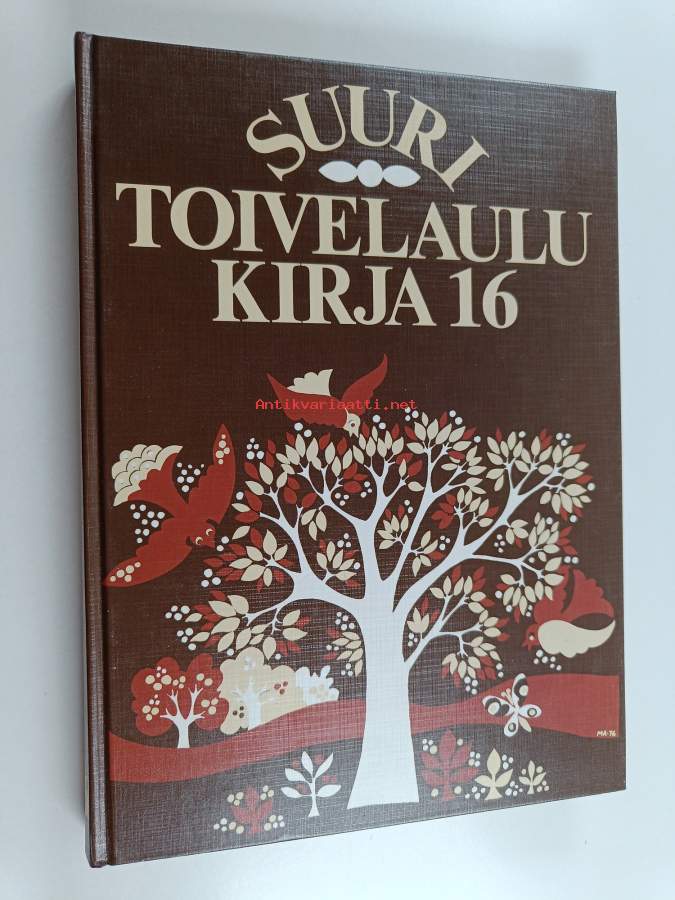 SUURI
TOIVELAULU
KIRJA 16
Antikvariaatti.net
MA-76